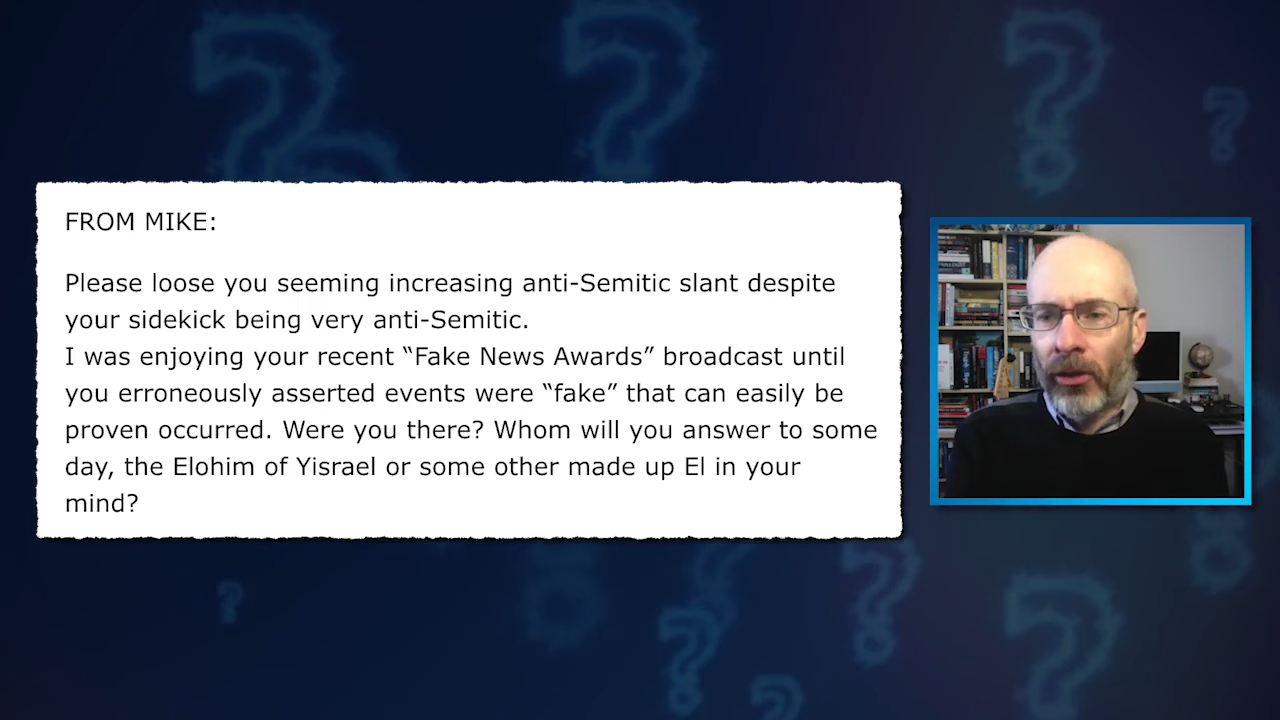 FROM MIKE:
Please loose you seeming increasing anti-Semitic slant despite
your sidekick being very anti-Semitic.
I was enjoying your recent “Fake News Awards” broadcast until
you erroneously asserted events were “fake” that can easily be
proven occurred. Were you there? Whom will you answer to some
day, the Elohim of Yisrael or some other made up El in your
mind?